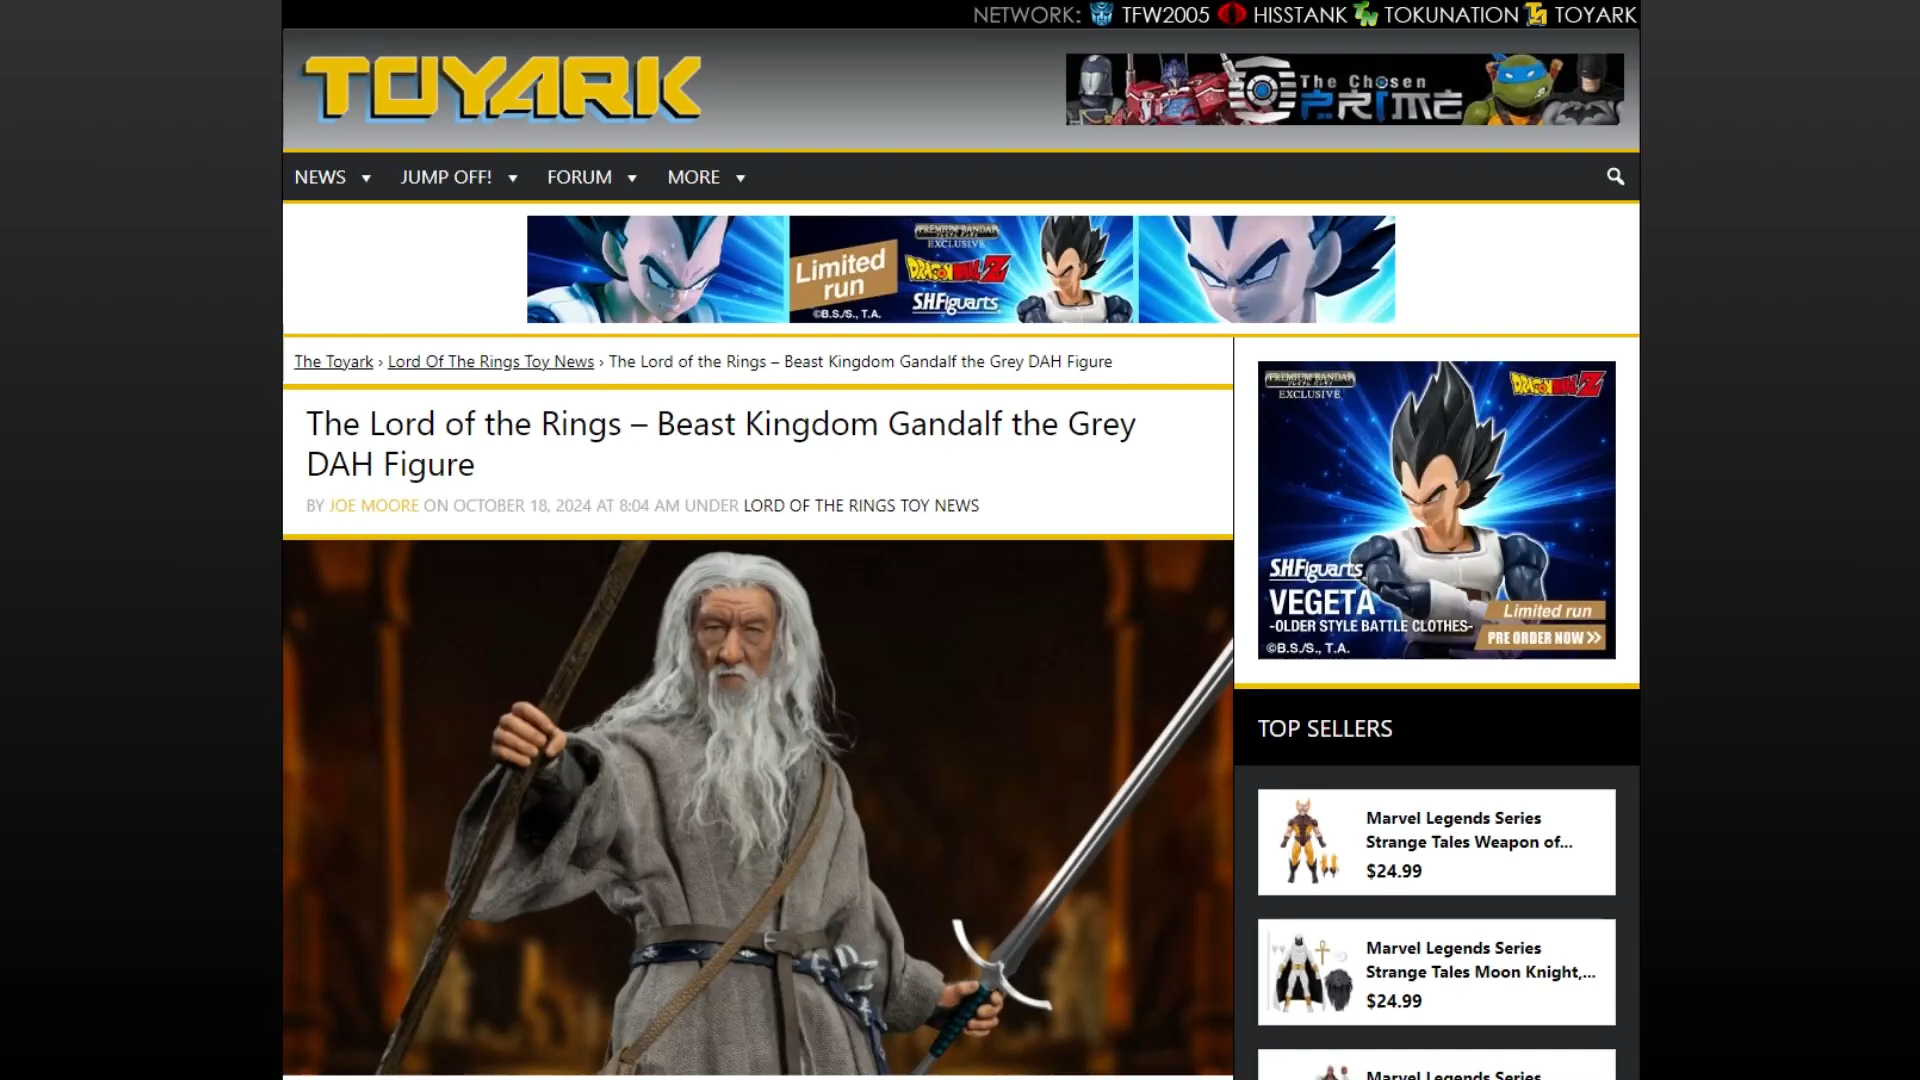 NETWORK: TFW2005 HISSTANK TOKUNATION TOYARK
TOYARK
The Chosen
PRIME
NEWS JUMP OFF! FORUM MORE
PREMIUM BANDAI
EXCLUSIVE
Limited
run
DRAGON BALL Z
S.H.Figuarts
©B.S./S., T.A.
The Toyark › Lord Of The Rings Toy News › The Lord of the Rings – Beast Kingdom Gandalf the Grey DAH Figure
The Lord of the Rings – Beast Kingdom Gandalf the Grey
DAH Figure
BY JOE MOORE ON OCTOBER 18, 2024 AT 8:04 AM UNDER LORD OF THE RINGS TOY NEWS
PREMIUM BANDAI
EXCLUSIVE
DRAGON BALL Z
S.H.Figuarts
VEGETA
-OLDER STYLE BATTLE CLOTHES-
Limited run
PRE ORDER NOW >>
©B.S./S., T.A.
TOP SELLERS
Marvel Legends Series
Strange Tales Weapon of...
$24.99
Marvel Legends Series
Strange Tales Moon Knight,...
$24.99
Marvel Legends Series